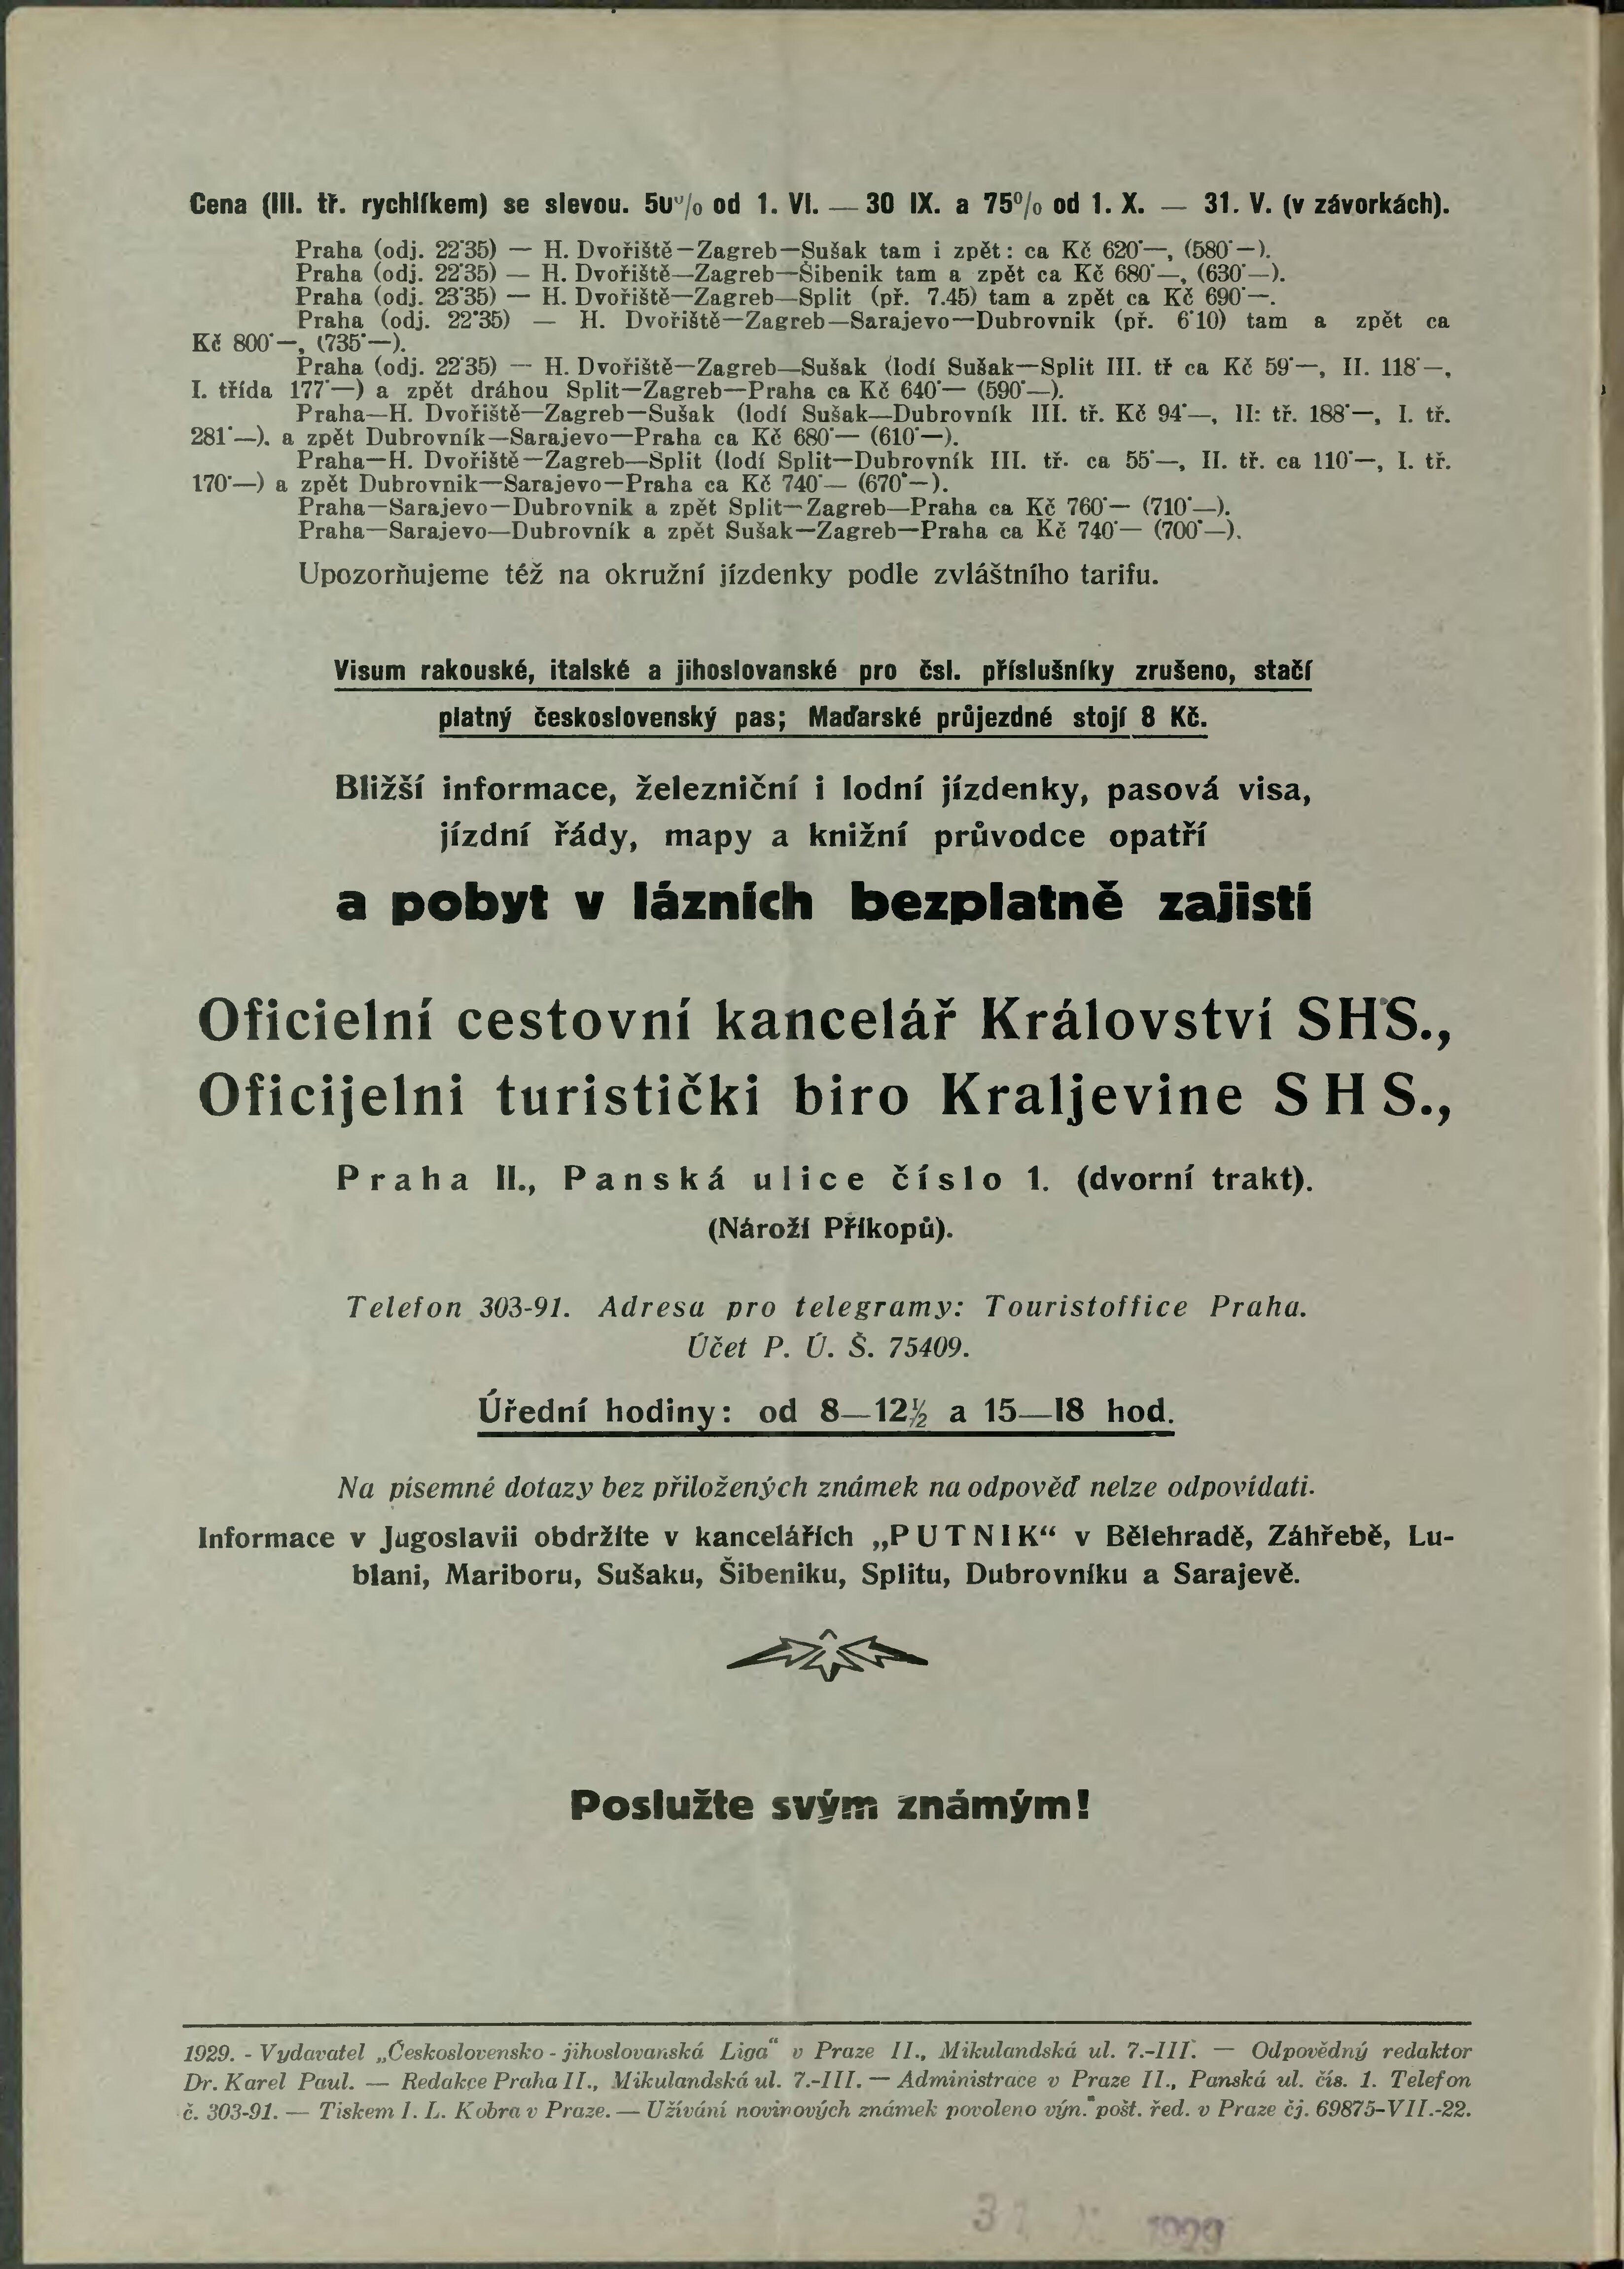 Cena (III. tř. rychlíkem) se slevou. 5u⁰/₀ od 1. VI. — 30 IX. a 75⁰/₀ od 1. X. — 31. V. (v závorkách).
Praha (odj. 22˙35) — H. Dvořiště—Zagreb—Sušak tam i zpět: ca Kč 620˙—, (580˙—).
Praha (odj. 22˙35) — H. Dvořiště—Zagreb—Šibenik tam a zpět ca Kč 680˙—, (630˙—).
Praha (odj. 23˙35) — H. Dvořiště—Zagreb—Split (př. 7.45) tam a zpět ca Kč 690˙—.
Praha (odj. 22˙35) — H. Dvořiště—Zagreb—Sarajevo—Dubrovnik (př. 6˙10) tam a zpět ca
Kč 800˙—, (735˙—).
Praha (odj. 22˙35) — H. Dvořiště—Zagreb—Sušak (lodí Sušak—Split III. tř ca Kč 59˙—, II. 118˙—,
I. třída 177˙—) a zpět dráhou Split—Zagreb—Praha ca Kč 640˙— (590˙—).
Praha—H. Dvořiště—Zagreb—Sušak (lodí Sušak—Dubrovník III. tř. Kč 94˙—, II: tř. 188˙—, I. tř.
281˙—). a zpět Dubrovník—Sarajevo—Praha ca Kč 680˙— (610˙—).
Praha—H. Dvořiště—Zagreb—Split (lodí Split—Dubrovník III. tř. ca 55˙—, II. tř. ca 110˙—, I. tř.
170˙—) a zpět Dubrovnik—Sarajevo—Praha ca Kč 740˙— (670˙—).
Praha—Sarajevo—Dubrovnik a zpět Split—Zagreb—Praha ca Kč 760˙— (710˙—).
Praha—Sarajevo—Dubrovník a zpět Sušak—Zagreb—Praha ca Kč 740˙— (700˙—).
Upozorňujeme též na okružní jízdenky podle zvláštního tarifu.
Visum rakouské, italské a jihoslovanské pro čsl. příslušníky zrušeno, stačí
platný československý pas; Maďarské průjezdné stojí 8 Kč.
Bližší informace, železniční i lodní jízdenky, pasová visa,
jízdní řády, mapy a knižní průvodce opatří
a pobyt v lázních bezplatně zajistí
Oficielní cestovní kancelář Království SHS.,
Oficijelni turistički biro Kraljevine SHS.,
Praha II., Panská ulice číslo 1. (dvorní trakt).
(Nároží Příkopů).
Telefon 303-91. Adresa pro telegramy: Touristoffice Praha.
Účet P. Ú. Š. 75409.
Úřední hodiny: od 8—12½ a 15—18 hod.
Na písemné dotazy bez přiložených známek na odpověď nelze odpovídati.
Informace v Jugoslavii obdržíte v kancelářích „PUTNIK“ v Bělehradě, Záhřebě, Lu-
blani, Mariboru, Sušaku, Šibeniku, Splitu, Dubrovníku a Sarajevě.
Poslužte svým známým!
1929. - Vydavatel „Československo - jihoslovanská Liga“ v Praze II., Mikulandská ul. 7.-III. — Odpovědný redaktor
Dr. Karel Paul. — Redakce Praha II., Mikulandská ul. 7.-III. — Administrace v Praze II., Panská ul. čís. 1. Telefon
č. 303-91. — Tiskem I. L. Kobra v Praze. — Užívání novinových známek povoleno výn. pošt. řed. v Praze čj. 69875-VII.-22.
1929